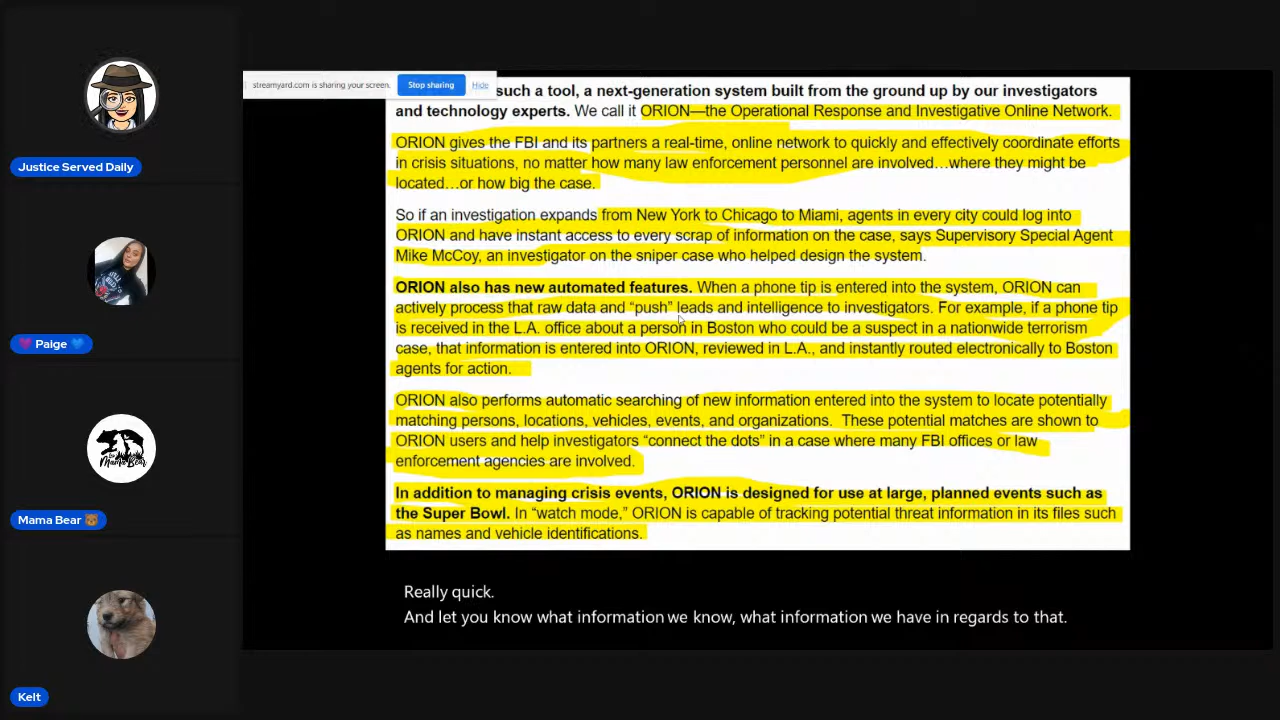 streamyard.com is sharing your screen.
Stop sharing
Hide
such a tool, a next-generation system built from the ground up by our investigators
and technology experts. We call it ORION—the Operational Response and Investigative Online Network.
ORION gives the FBI and its partners a real-time, online network to quickly and effectively coordinate efforts
in crisis situations, no matter how many law enforcement personnel are involved…where they might be
located…or how big the case.
So if an investigation expands from New York to Chicago to Miami, agents in every city could log into
ORION and have instant access to every scrap of information on the case, says Supervisory Special Agent
Mike McCoy, an investigator on the sniper case who helped design the system.
ORION also has new automated features. When a phone tip is entered into the system, ORION can
actively process that raw data and “push” leads and intelligence to investigators. For example, if a phone tip
is received in the L.A. office about a person in Boston who could be a suspect in a nationwide terrorism
case, that information is entered into ORION, reviewed in L.A., and instantly routed electronically to Boston
agents for action.
ORION also performs automatic searching of new information entered into the system to locate potentially
matching persons, locations, vehicles, events, and organizations. These potential matches are shown to
ORION users and help investigators “connect the dots” in a case where many FBI offices or law
enforcement agencies are involved.
In addition to managing crisis events, ORION is designed for use at large, planned events such as
the Super Bowl. In “watch mode,” ORION is capable of tracking potential threat information in its files such
as names and vehicle identifications.
Really quick.
And let you know what information we know, what information we have in regards to that.
Justice Served Daily
💗 Paige 💙
Mama Bear
Mama Bear 🐻
Kelt